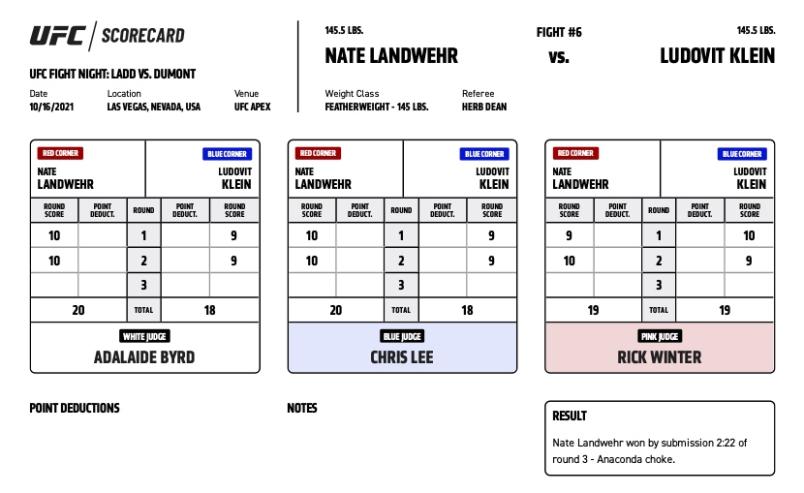 UFC / SCORECARD
UFC FIGHT NIGHT: LADD VS. DUMONT
Date Location Venue
10/16/2021 LAS VEGAS, NEVADA, USA UFC APEX
145.5 LBS. FIGHT #6 145.5 LBS.
NATE LANDWEHR VS. LUDOVIT KLEIN
Weight Class Referee
FEATHERWEIGHT - 145 LBS. HERB DEAN
RED CORNER BLUE CORNER
NATE LUDOVIT
LANDWEHR KLEIN
ROUND SCORE POINT DEDUCT. ROUND POINT DEDUCT. ROUND SCORE
10 1 9
10 2 9
3
20 TOTAL 18
WHITE JUDGE
ADALAIDE BYRD
RED CORNER BLUE CORNER
NATE LUDOVIT
LANDWEHR KLEIN
ROUND SCORE POINT DEDUCT. ROUND POINT DEDUCT. ROUND SCORE
10 1 9
10 2 9
3
20 TOTAL 18
BLUE JUDGE
CHRIS LEE
RED CORNER BLUE CORNER
NATE LUDOVIT
LANDWEHR KLEIN
ROUND SCORE POINT DEDUCT. ROUND POINT DEDUCT. ROUND SCORE
9 1 10
10 2 9
3
19 TOTAL 19
PINK JUDGE
RICK WINTER
POINT DEDUCTIONS
NOTES
RESULT
Nate Landwehr won by submission 2:22 of
round 3 - Anaconda choke.